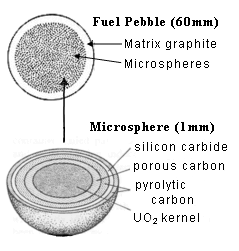 Fuel Pebble (60mm)
Matrix graphite
Microspheres
Microsphere (1mm)
silicon carbide
porous carbon
pyrolytic
carbon
UO₂ kernel